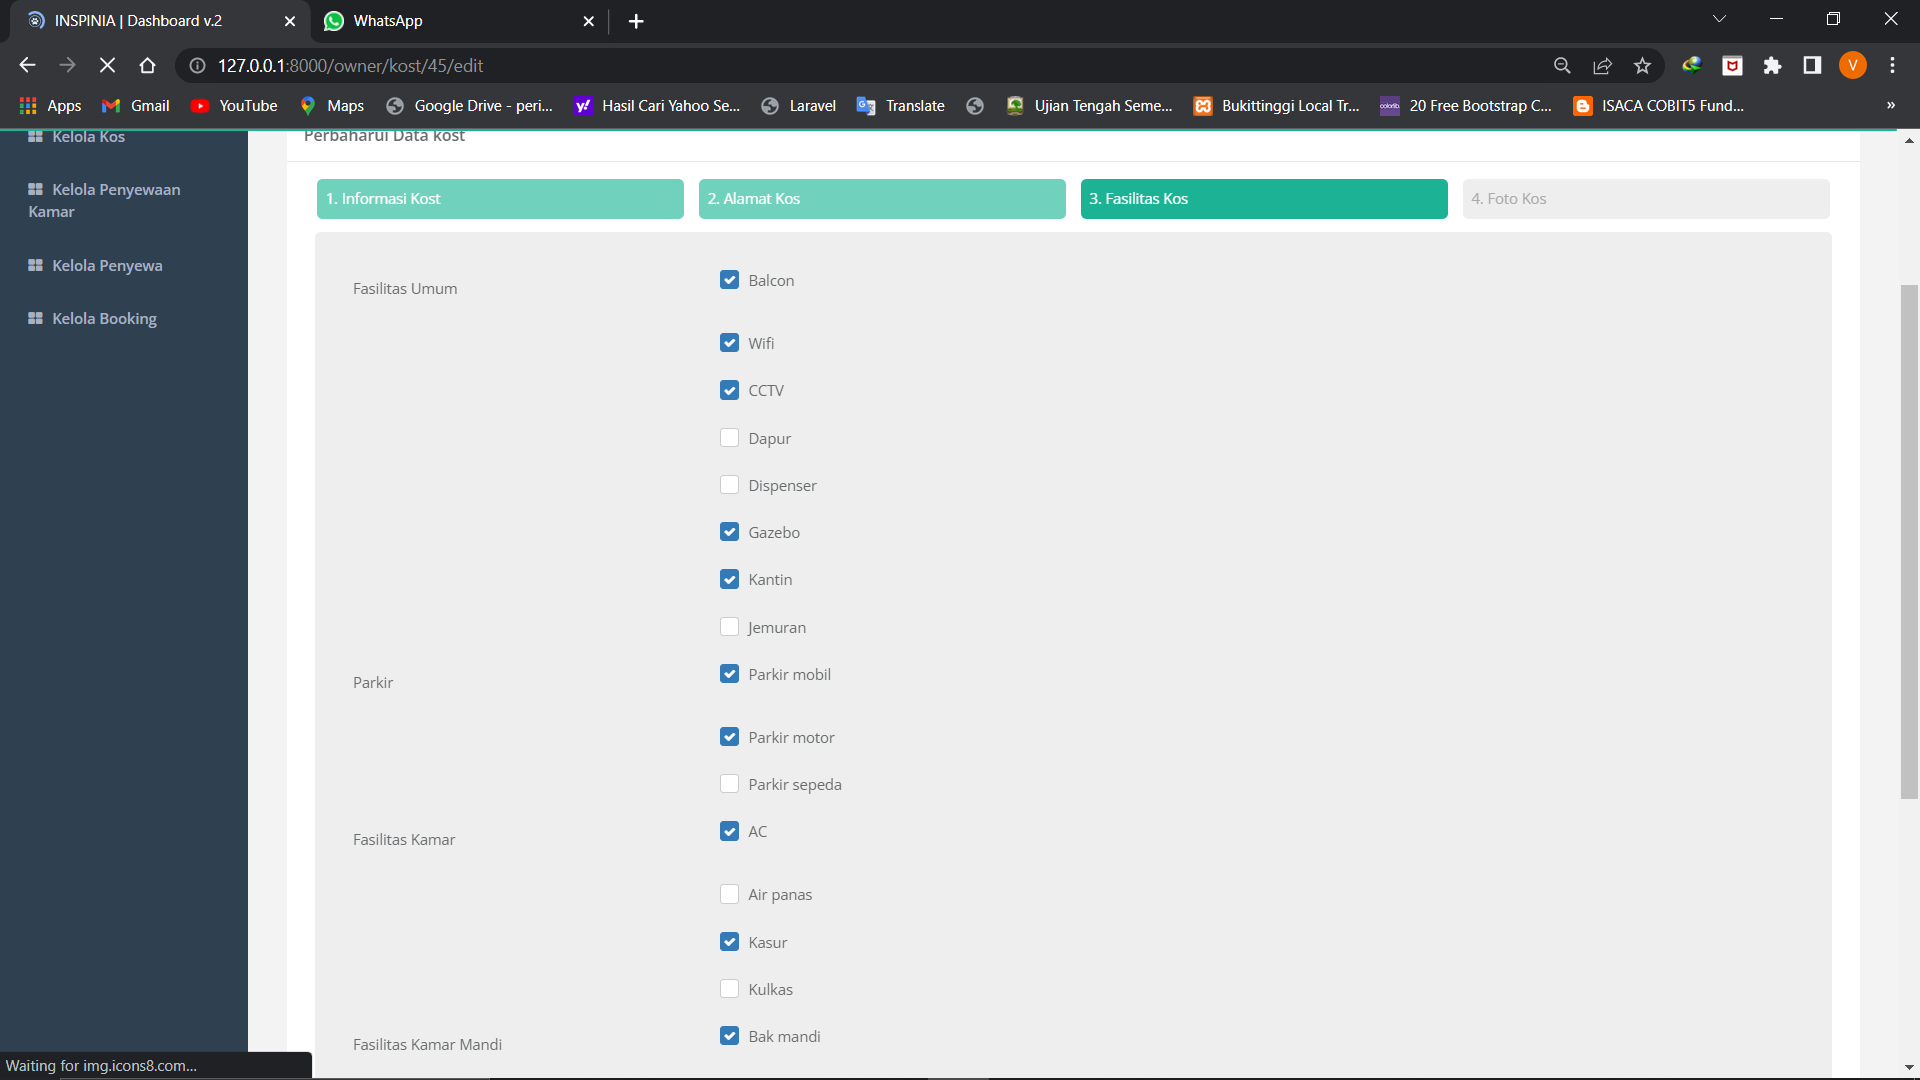 INSPINIA | Dashboard v.2
WhatsApp
127.0.0.1:8000/owner/kost/45/edit
V
Apps
Gmail
YouTube
Maps
Google Drive - peri...
Hasil Cari Yahoo Se...
Laravel
Translate
Ujian Tengah Seme...
Bukittinggi Local Tr...
colorlib
20 Free Bootstrap C...
ISACA COBIT5 Fund...
»
Kelola Kos
Kelola Penyewaan
Kamar
Kelola Penyewa
Kelola Booking
Perbaharui Data kost
1. Informasi Kost
2. Alamat Kos
3. Fasilitas Kos
4. Foto Kos
Fasilitas Umum
Balcon
Wifi
CCTV
Dapur
Dispenser
Gazebo
Kantin
Jemuran
Parkir
Parkir mobil
Parkir motor
Parkir sepeda
Fasilitas Kamar
AC
Air panas
Kasur
Kulkas
Fasilitas Kamar Mandi
Bak mandi
Waiting for img.icons8.com...